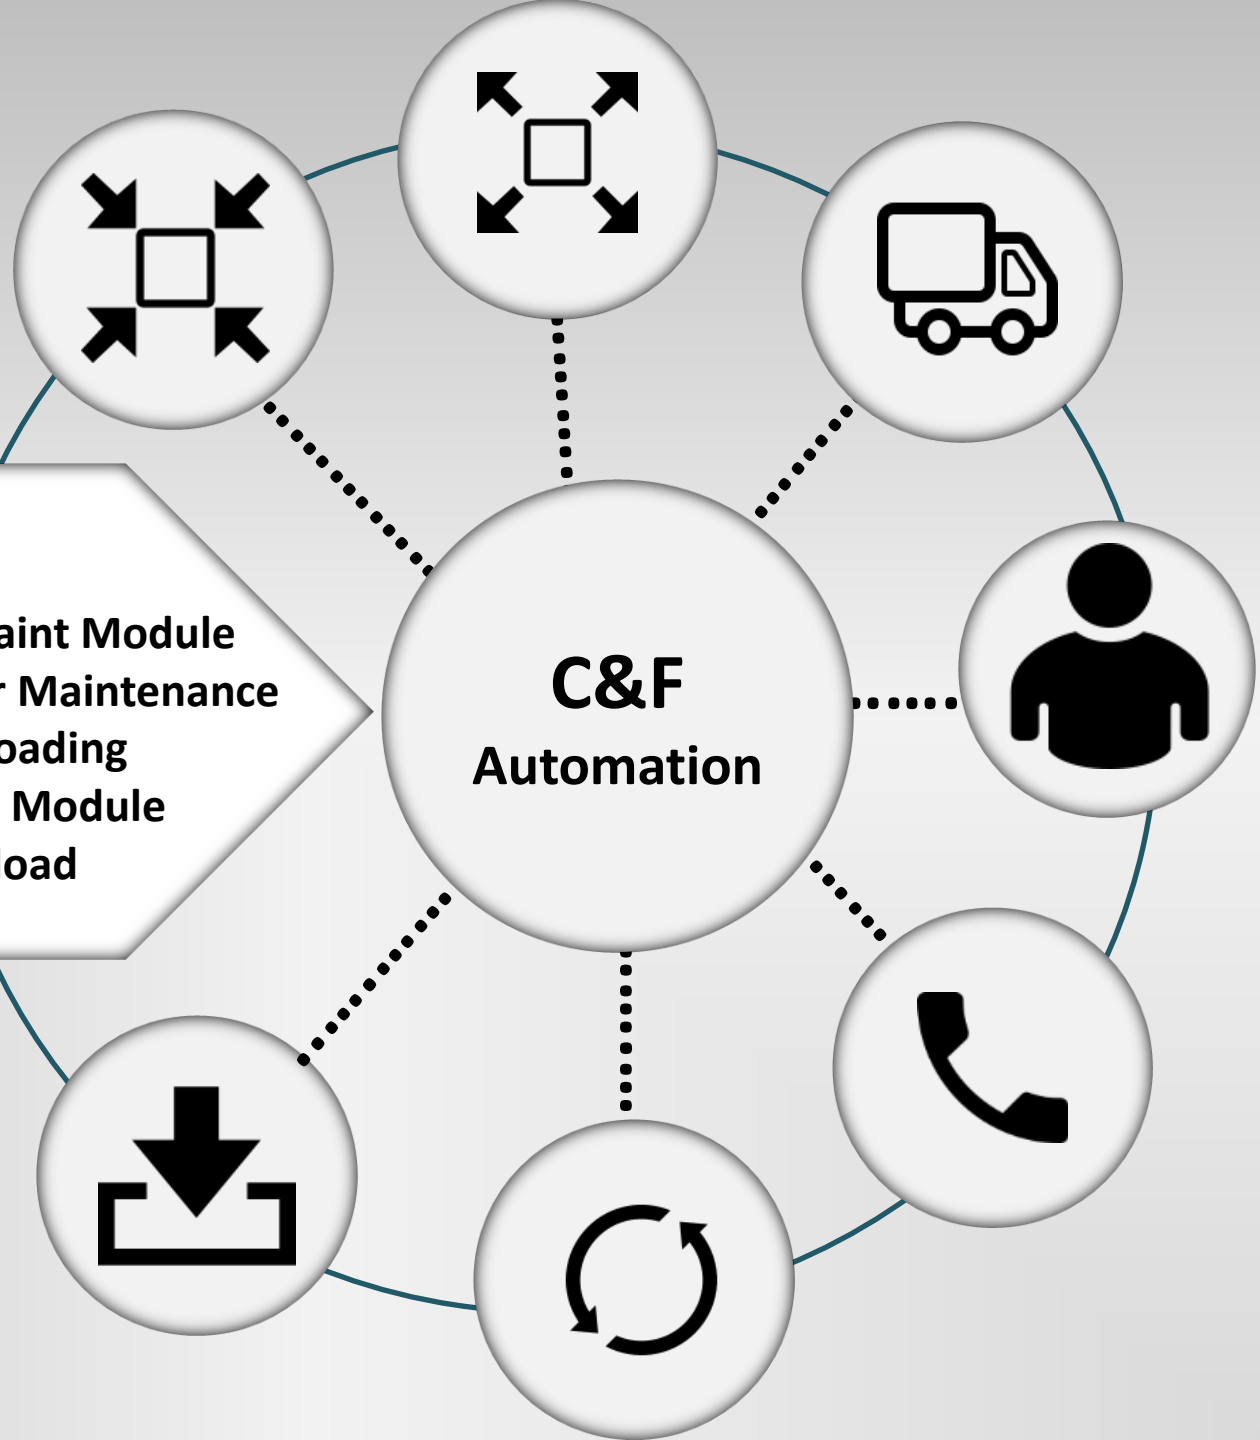 aint Module
r Maintenance
oading
Module
load
C&F
Automation